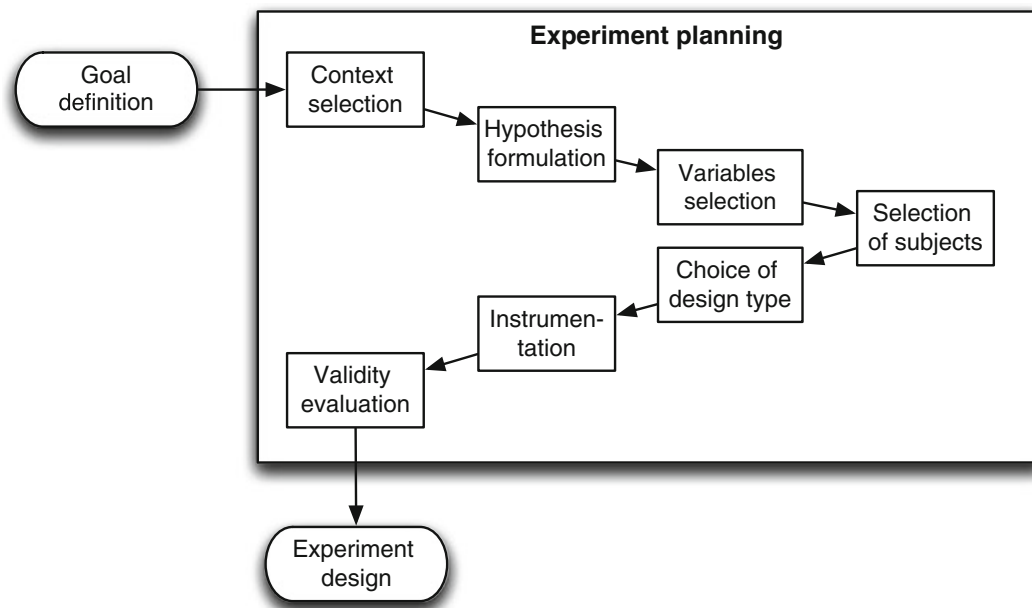 Experiment planning
Goal
definition
Context
selection
Hypothesis
formulation
Variables
selection
Selection
of subjects
Choice of
design type
Instrumen-
tation
Validity
evaluation
Experiment
design